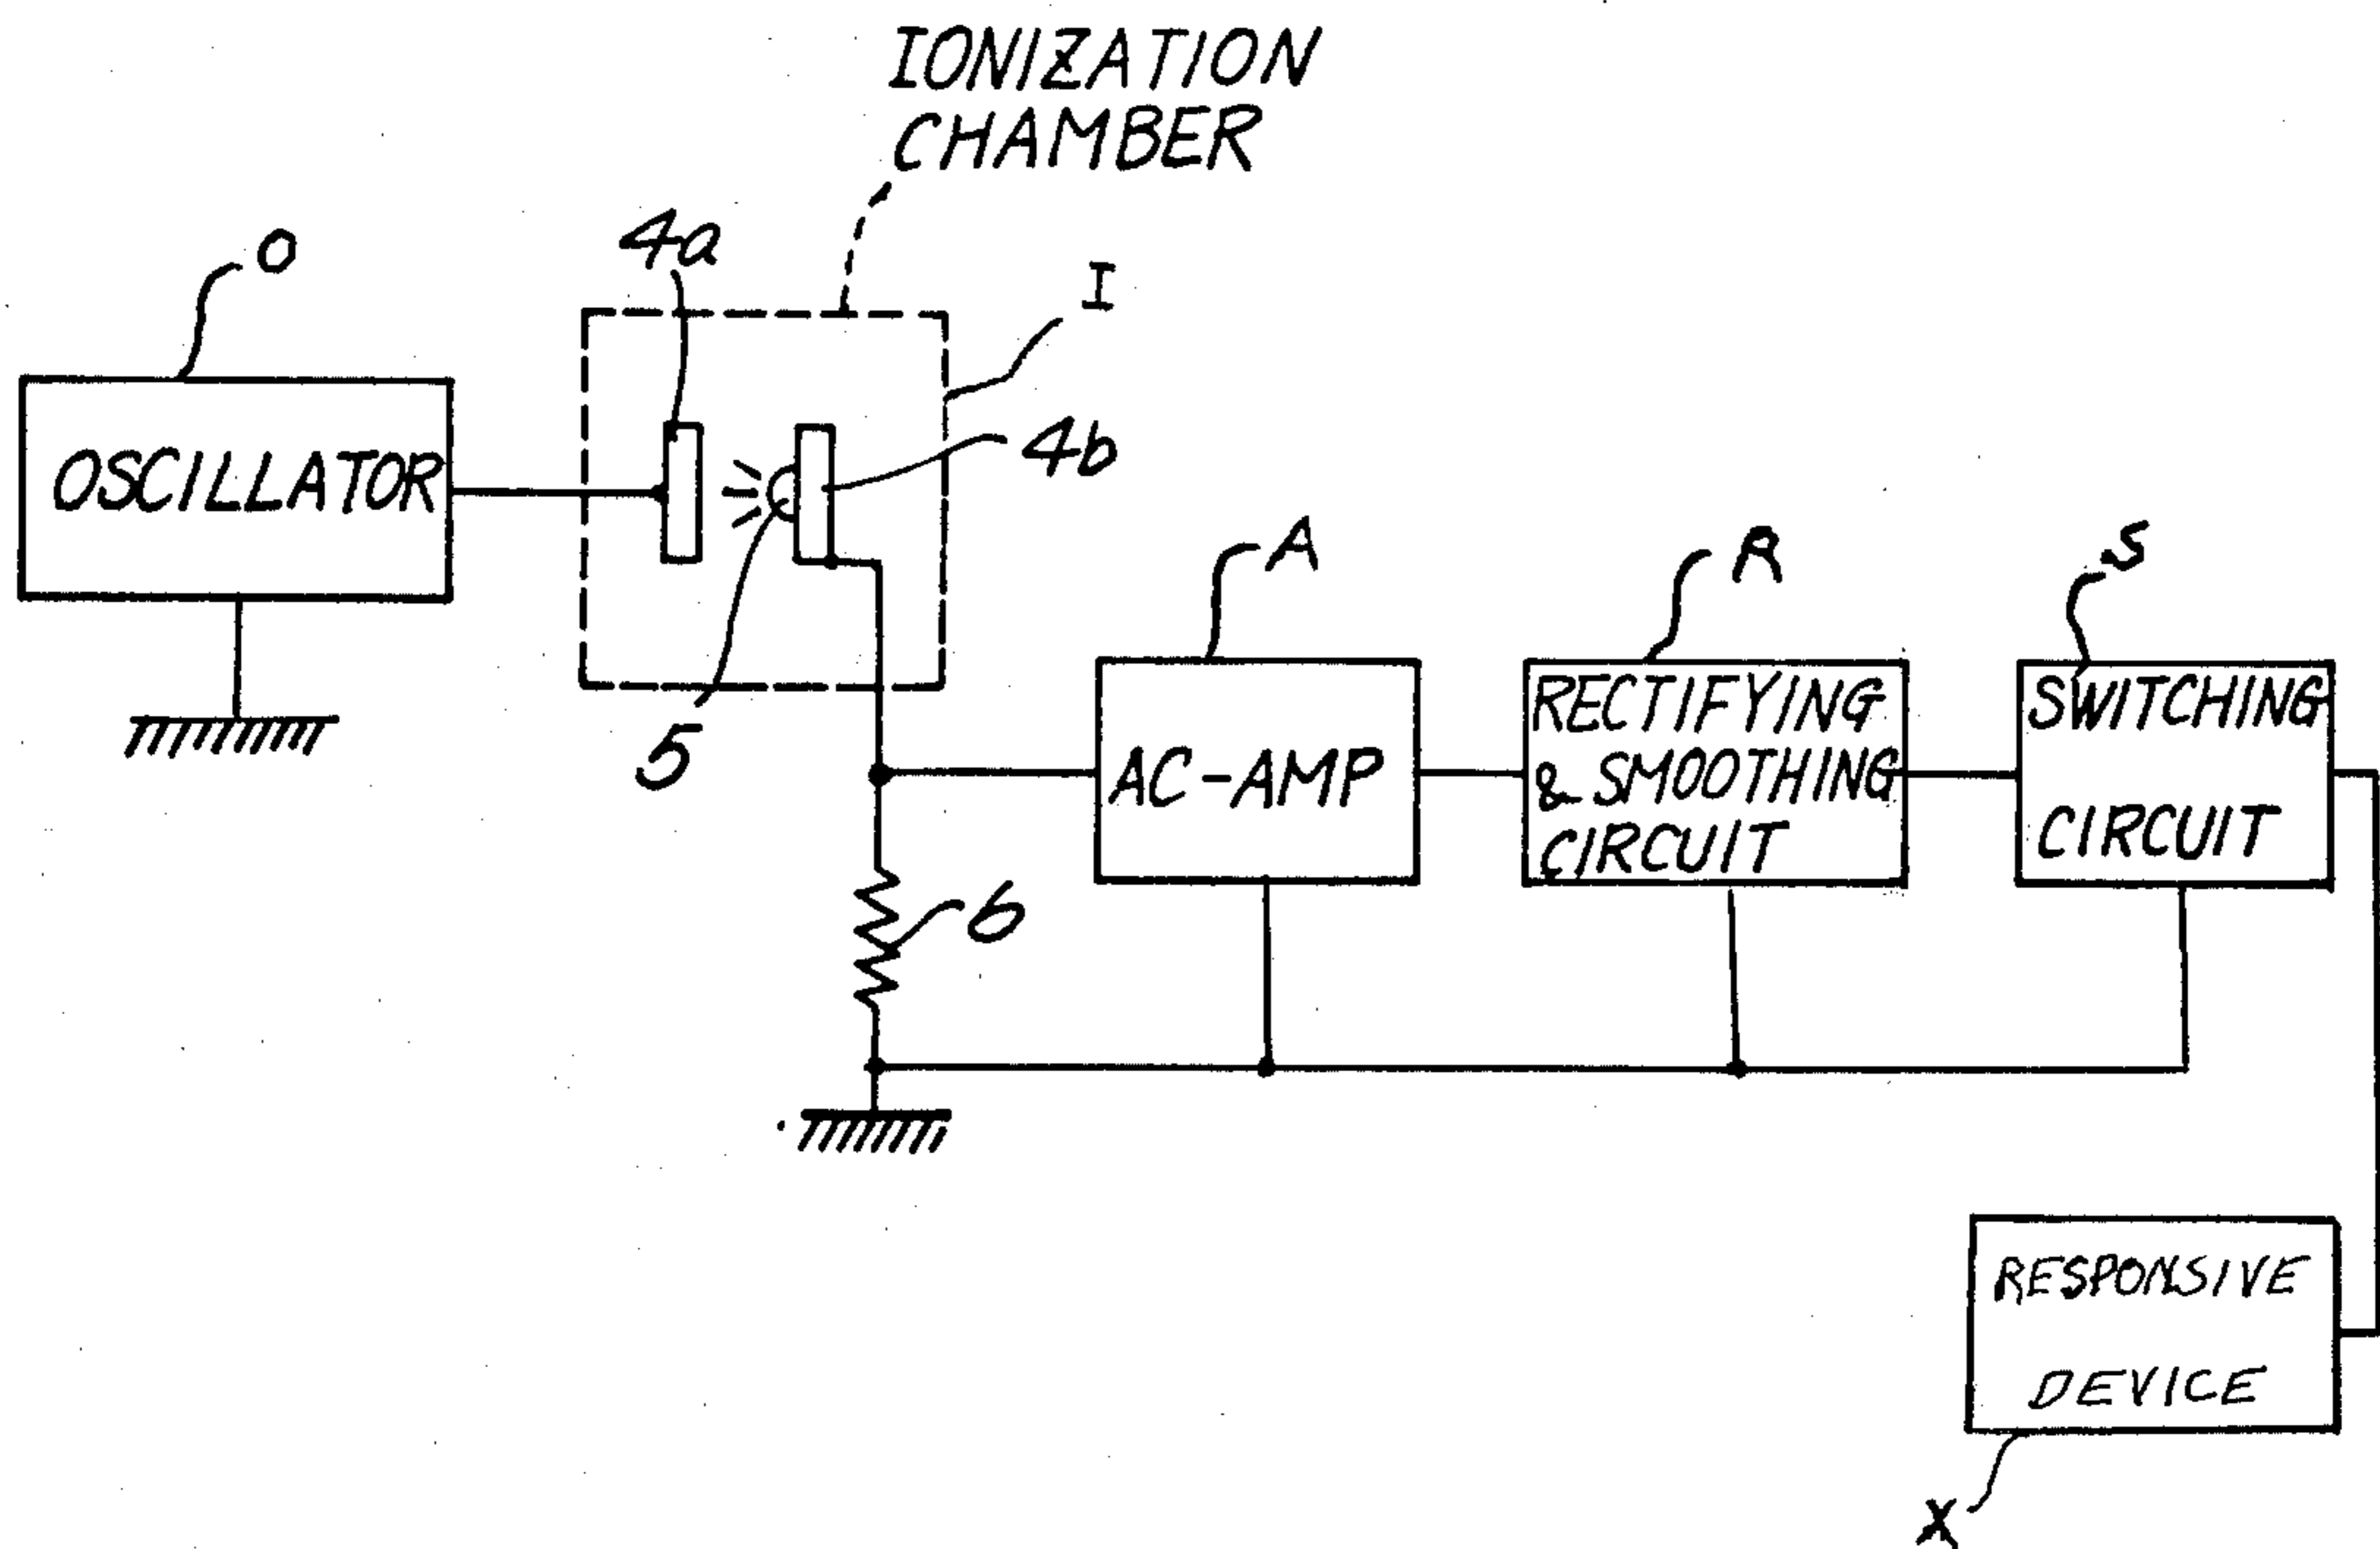 IONIZATION
CHAMBER
O
4a
I
OSCILLATOR
4b
5
A
R
S
AC-AMP
RECTIFYING
& SMOOTHING
CIRCUIT
SWITCHING
CIRCUIT
6
RESPONSIVE
DEVICE
X